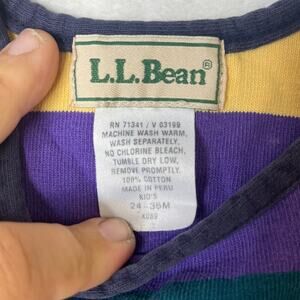 L.L.Bean®
RN 71341 / V 03199
MACHINE WASH WARM,
WASH SEPARATELY,
NO CHLORINE BLEACH,
TUMBLE DRY LOW,
REMOVE PROMPTLY.
100% COTTON
MADE IN PERU
KID'S
24-36M